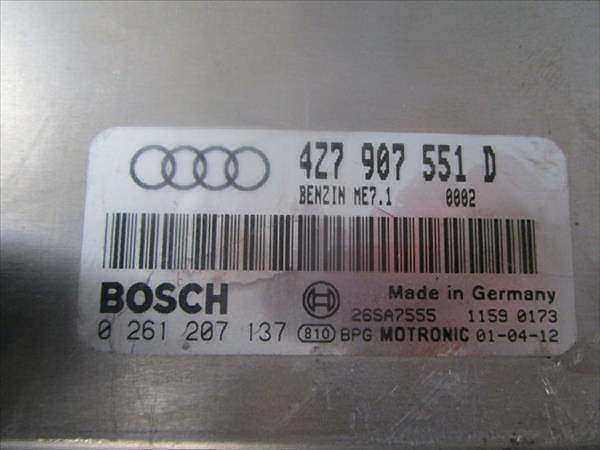 4Z7 907 551 D
BENZIN ME7.1 0002
BOSCH
Made in Germany
26SA7555 1159 0173
0 261 207 137 810 BPG MOTRONIC 01-04-12